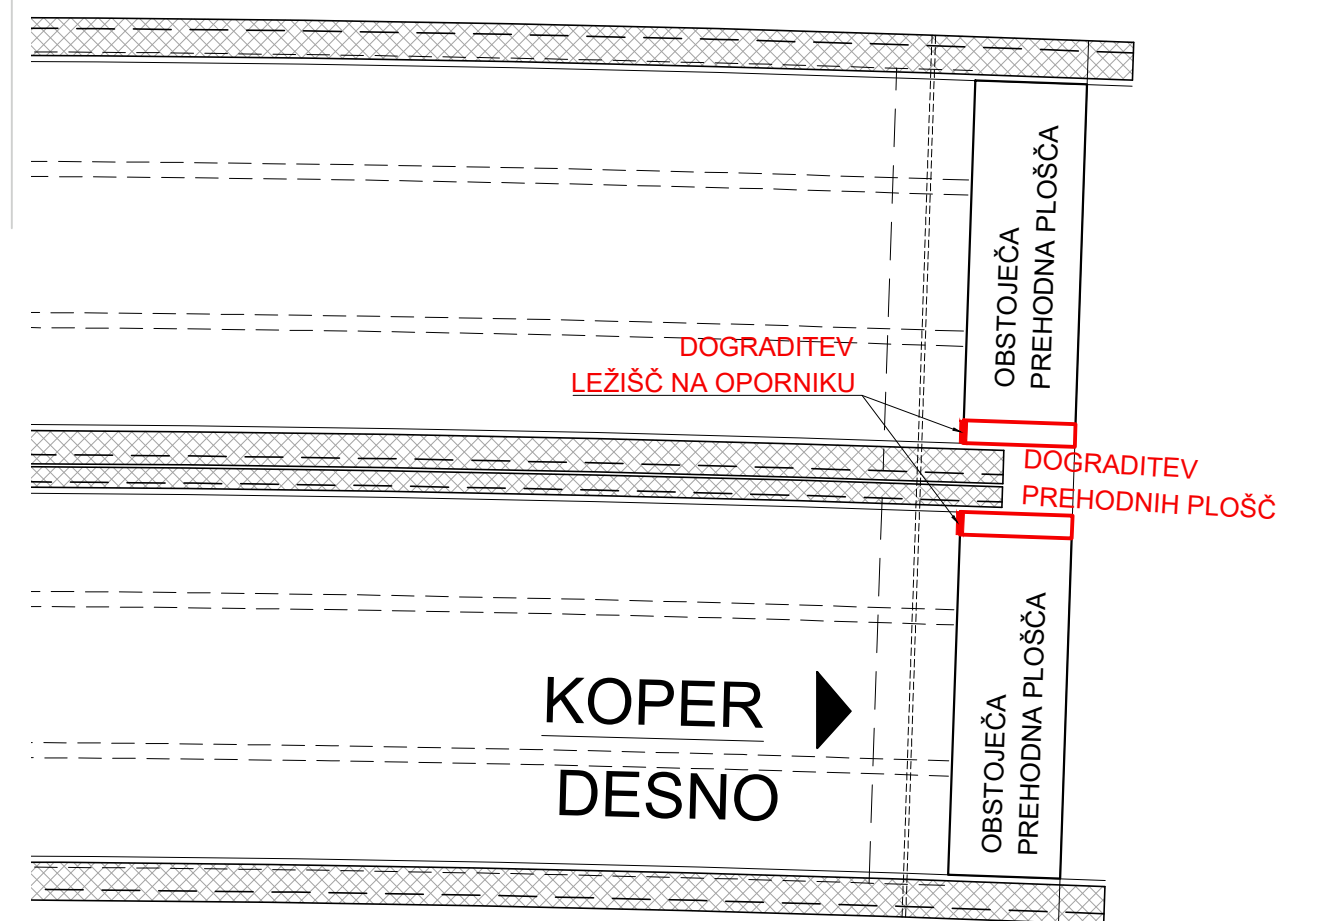 OBSTOJEČA
PREHODNA PLOŠČA
DOGRADITEV
LEŽIŠČ NA OPORNIKU
DOGRADITEV
PREHODNIH PLOŠČ
KOPER
DESNO
OBSTOJEČA
PREHODNA PLOŠČA